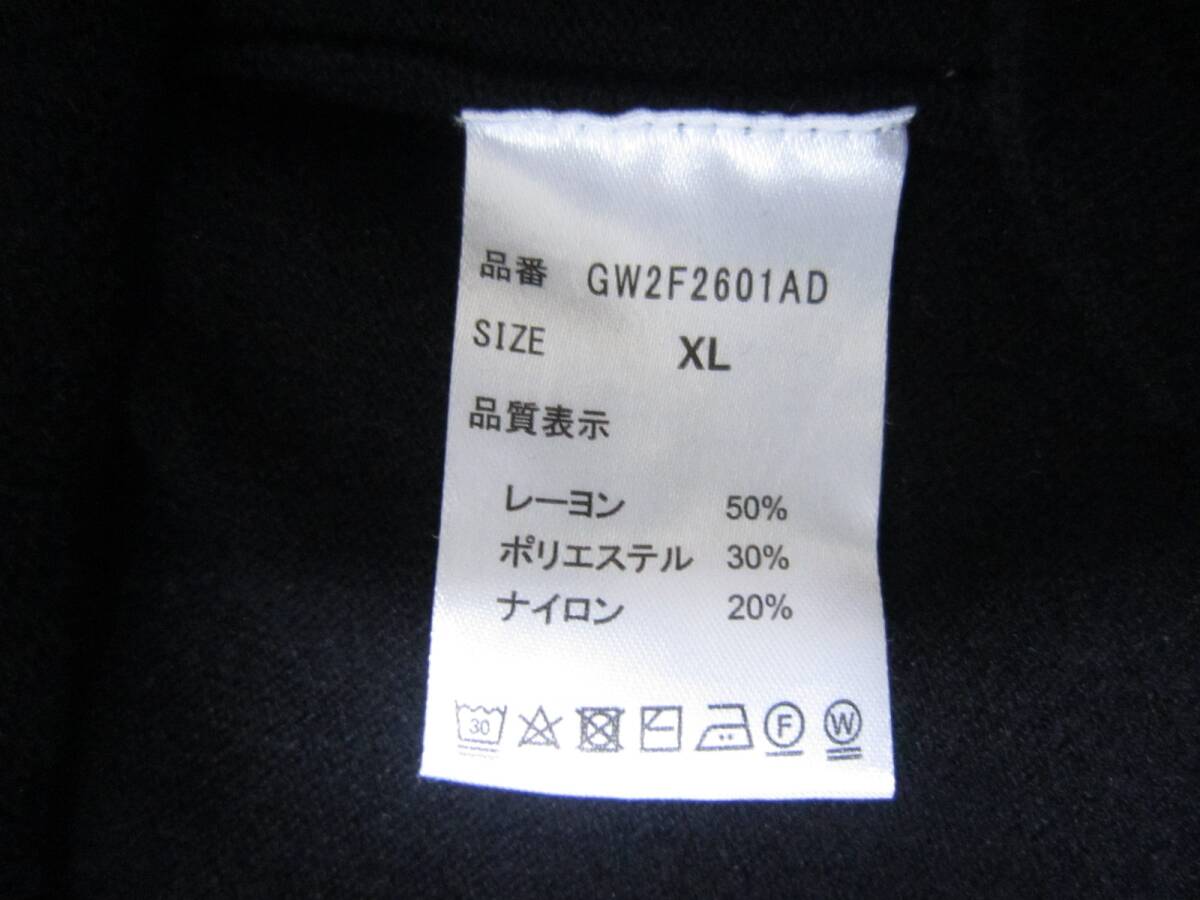 品番 GW2F2601AD
SIZE XL
品質表示
レーヨン 50%
ポリエステル 30%
ナイロン 20%
30 F W